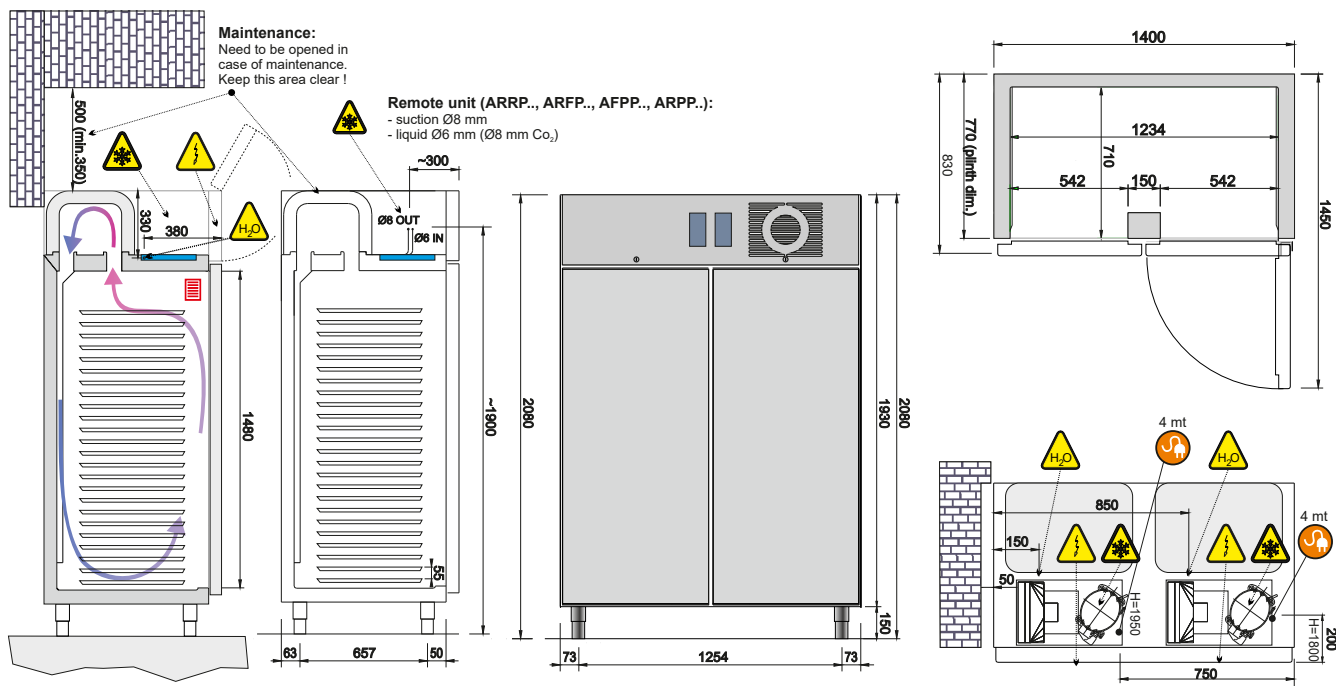 Maintenance:
Need to be opened in
case of maintenance.
Keep this area clear !
Remote unit (ARRP.., ARFP.., AFPP.., ARPP..):
- suction Ø8 mm
- liquid Ø6 mm (Ø8 mm Co₂)
500 (min.350)
330
380
H₂O
1480
~300
Ø8 OUT
Ø6 IN
~1900
55
63
657
50
2080
1930
2080
150
73
1254
73
1400
1234
710
770 (plinth dim.)
830
542
150
542
1450
4 mt
H₂O
H₂O
850
4 mt
150
50
H=1950
H=1800
200
750